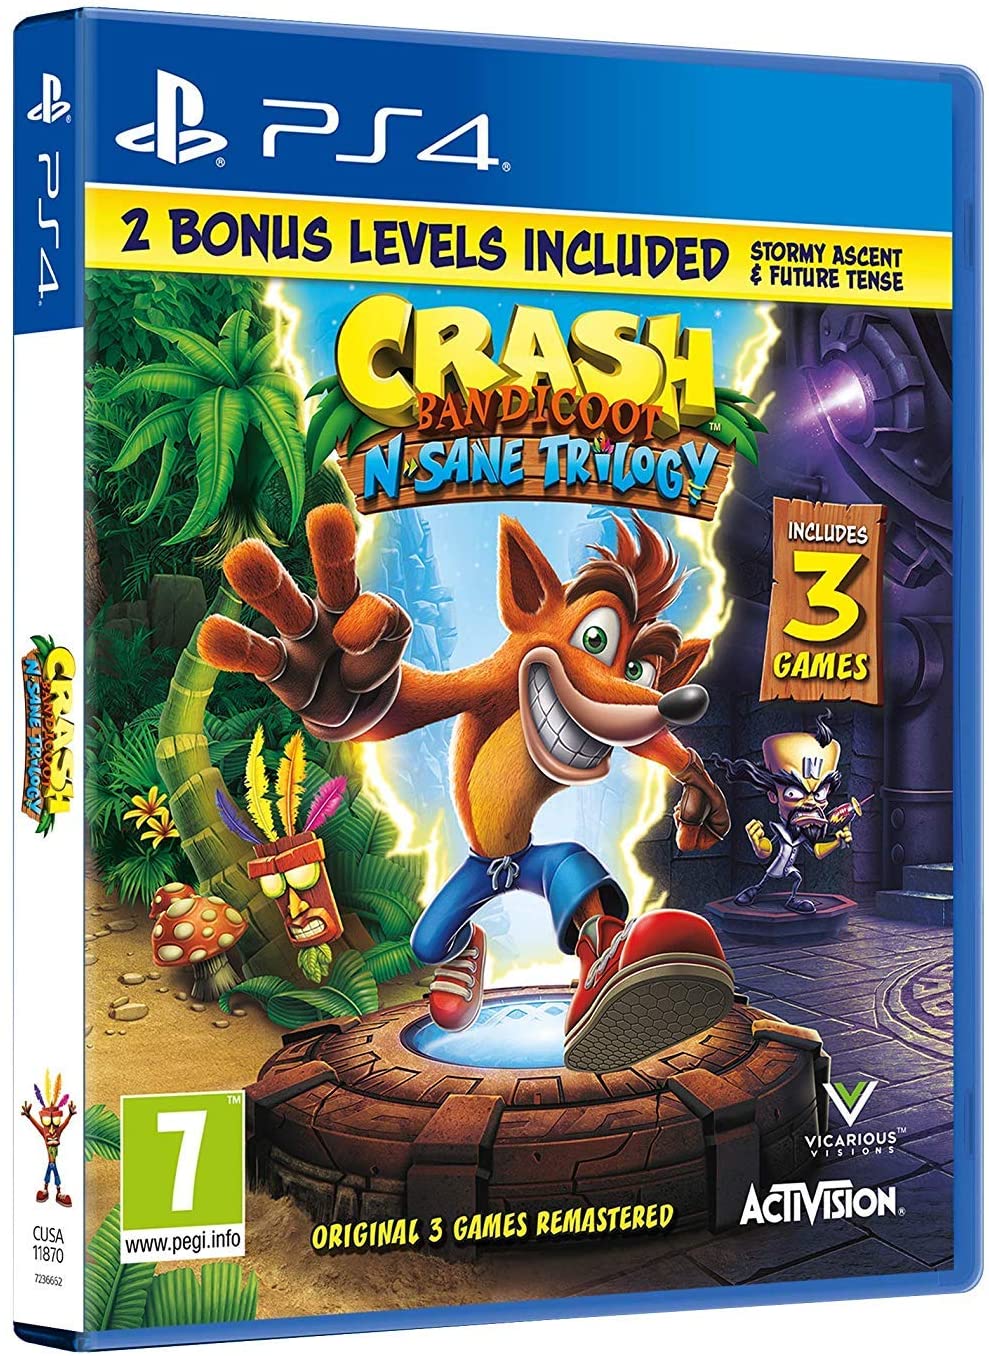 PS4
2 BONUS LEVELS INCLUDED
STORMY ASCENT
& FUTURE TENSE
CRASH
BANDICOOT
N·SANE TRILOGY
INCLUDES
3
GAMES
N
7
www.pegi.info
ORIGINAL 3 GAMES REMASTERED
VICARIOUS
VISIONS
ACTIVISION
PS4
CRASH
BANDICOOT
N·SANE TRILOGY
CUSA
11870
7236662